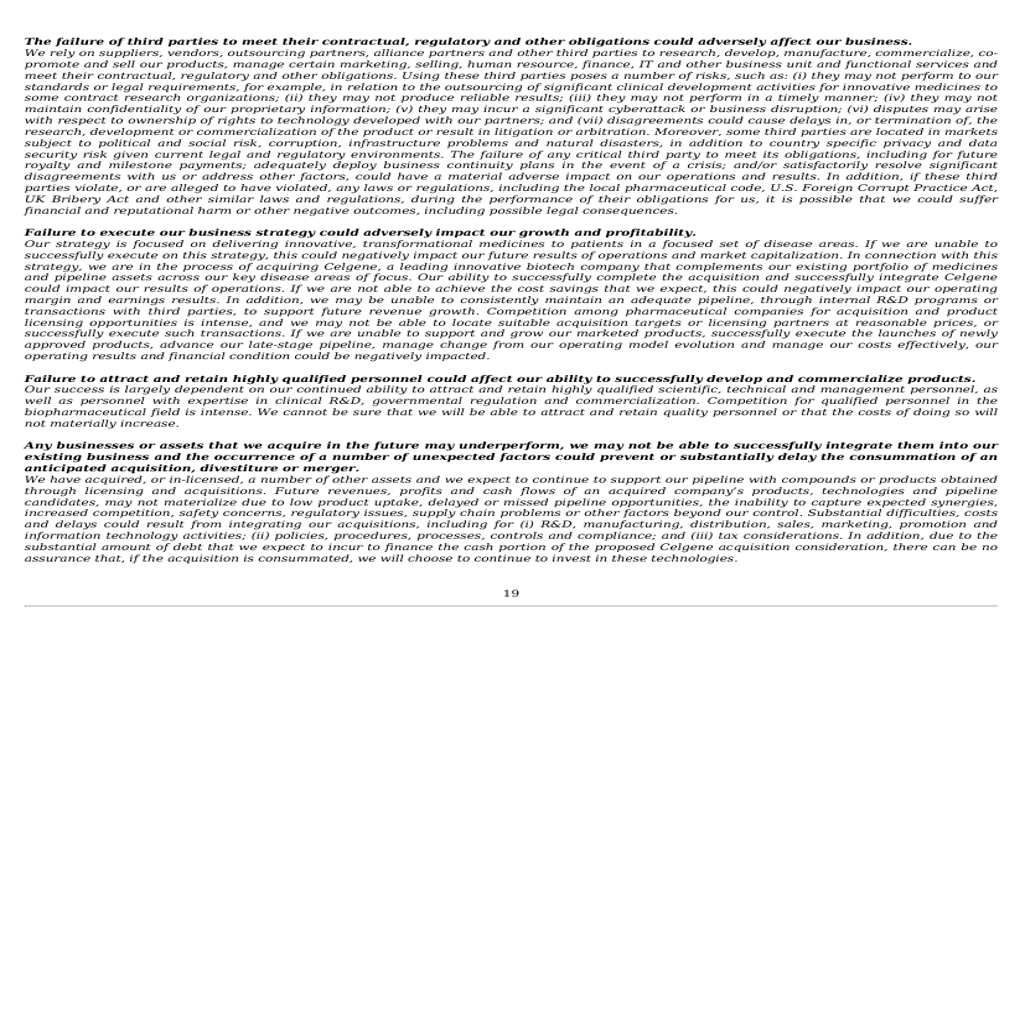 The failure of third parties to meet their contractual, regulatory and other obligations could adversely affect our business.
We rely on suppliers, vendors, outsourcing partners, alliance partners and other third parties to research, develop, manufacture, commercialize, co-
promote and sell our products, manage certain marketing, selling, human resource, finance, IT and other business unit and functional services and
meet their contractual, regulatory and other obligations. Using these third parties poses a number of risks, such as: (i) they may not perform to our
standards or legal requirements, for example, in relation to the outsourcing of significant clinical development activities for innovative medicines to
some contract research organizations; (ii) they may not produce reliable results; (iii) they may not perform in a timely manner; (iv) they may not
maintain confidentiality of our proprietary information; (v) they may incur a significant cyberattack or business disruption; (vi) disputes may arise
with respect to ownership of rights to technology developed with our partners; and (vii) disagreements could cause delays in, or termination of, the
research, development or commercialization of the product or result in litigation or arbitration. Moreover, some third parties are located in markets
subject to political and social risk, corruption, infrastructure problems and natural disasters, in addition to country specific privacy and data
security risk given current legal and regulatory environments. The failure of any critical third party to meet its obligations, including for future
royalty and milestone payments; adequately deploy business continuity plans in the event of a crisis; and/or satisfactorily resolve significant
disagreements with us or address other factors, could have a material adverse impact on our operations and results. In addition, if these third
parties violate, or are alleged to have violated, any laws or regulations, including the local pharmaceutical code, U.S. Foreign Corrupt Practice Act,
UK Bribery Act and other similar laws and regulations, during the performance of their obligations for us, it is possible that we could suffer
financial and reputational harm or other negative outcomes, including possible legal consequences.
Failure to execute our business strategy could adversely impact our growth and profitability.
Our strategy is focused on delivering innovative, transformational medicines to patients in a focused set of disease areas. If we are unable to
successfully execute on this strategy, this could negatively impact our future results of operations and market capitalization. In connection with this
strategy, we are in the process of acquiring Celgene, a leading innovative biotech company that complements our existing portfolio of medicines
and pipeline assets across our key disease areas of focus. Our ability to successfully complete the acquisition and successfully integrate Celgene
could impact our results of operations. If we are not able to achieve the cost savings that we expect, this could negatively impact our operating
margin and earnings results. In addition, we may be unable to consistently maintain an adequate pipeline, through internal R&D programs or
transactions with third parties, to support future revenue growth. Competition among pharmaceutical companies for acquisition and product
licensing opportunities is intense, and we may not be able to locate suitable acquisition targets or licensing partners at reasonable prices, or
successfully execute such transactions. If we are unable to support and grow our marketed products, successfully execute the launches of newly
approved products, advance our late-stage pipeline, manage change from our operating model evolution and manage our costs effectively, our
operating results and financial condition could be negatively impacted.
Failure to attract and retain highly qualified personnel could affect our ability to successfully develop and commercialize products.
Our success is largely dependent on our continued ability to attract and retain highly qualified scientific, technical and management personnel, as
well as personnel with expertise in clinical R&D, governmental regulation and commercialization. Competition for qualified personnel in the
biopharmaceutical field is intense. We cannot be sure that we will be able to attract and retain quality personnel or that the costs of doing so will
not materially increase.
Any businesses or assets that we acquire in the future may underperform, we may not be able to successfully integrate them into our
existing business and the occurrence of a number of unexpected factors could prevent or substantially delay the consummation of an
anticipated acquisition, divestiture or merger.
We have acquired, or in-licensed, a number of other assets and we expect to continue to support our pipeline with compounds or products obtained
through licensing and acquisitions. Future revenues, profits and cash flows of an acquired company's products, technologies and pipeline
candidates, may not materialize due to low product uptake, delayed or missed pipeline opportunities, the inability to capture expected synergies,
increased competition, safety concerns, regulatory issues, supply chain problems or other factors beyond our control. Substantial difficulties, costs
and delays could result from integrating our acquisitions, including for (i) R&D, manufacturing, distribution, sales, marketing, promotion and
information technology activities; (ii) policies, procedures, processes, controls and compliance; and (iii) tax considerations. In addition, due to the
substantial amount of debt that we expect to incur to finance the cash portion of the proposed Celgene acquisition consideration, there can be no
assurance that, if the acquisition is consummated, we will choose to continue to invest in these technologies.
19